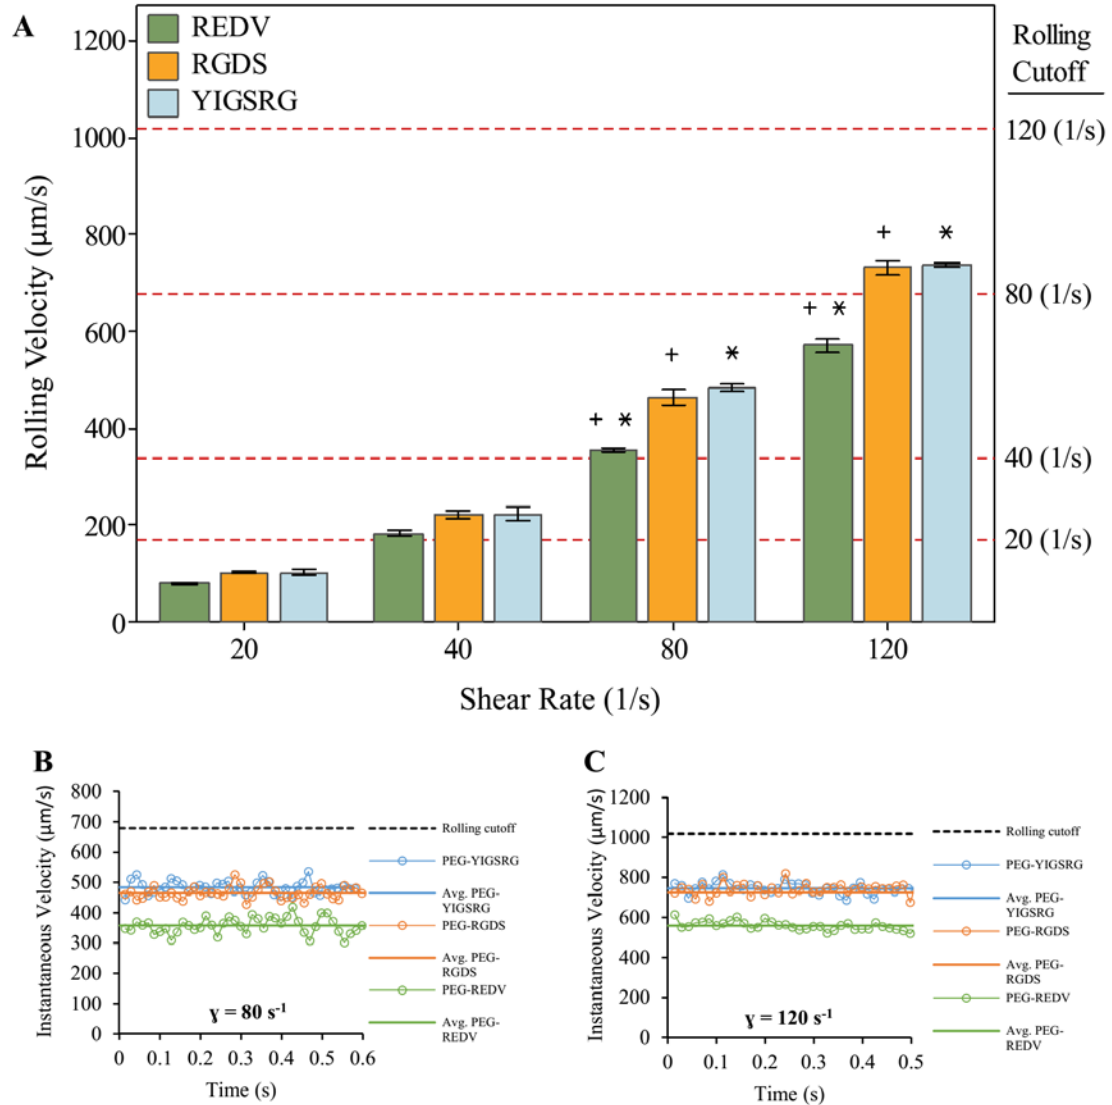 A
REDV
RGDS
YIGSRG
Rolling Velocity (μm/s)
1200
1000
800
600
400
200
0
20
40
80
120
Shear Rate (1/s)
Rolling
Cutoff
120 (1/s)
80 (1/s)
40 (1/s)
20 (1/s)
+
*
+ *
+
*
+ *
B
Instantaneous Velocity (μm/s)
800
700
600
500
400
300
200
100
0
0
0.1
0.2
0.3
0.4
0.5
0.6
Time (s)
ɣ = 80 s⁻¹
Rolling cutoff
PEG-YIGSRG
Avg. PEG-
YIGSRG
PEG-RGDS
Avg. PEG-
RGDS
PEG-REDV
Avg. PEG-
REDV
C
Instantaneous Velocity (μm/s)
1200
1000
800
600
400
200
0
0
0.1
0.2
0.3
0.4
0.5
Time (s)
ɣ = 120 s⁻¹
Rolling cutoff
PEG-YIGSRG
Avg. PEG-
YIGSRG
PEG-RGDS
Avg. PEG-
RGDS
PEG-REDV
Avg. PEG-
REDV